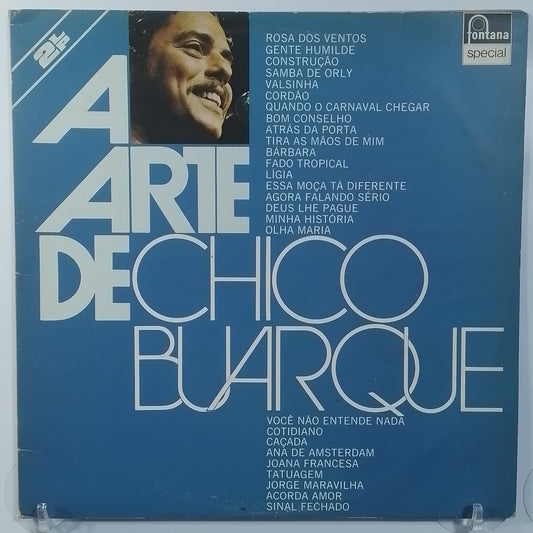 2LP
fontana
special
ROSA DOS VENTOS
GENTE HUMILDE
CONSTRUÇÃO
SAMBA DE ORLY
VALSINHA
CORDÃO
QUANDO O CARNAVAL CHEGAR
BOM CONSELHO
ATRÁS DA PORTA
TIRA AS MÃOS DE MIM
BÁRBARA
FADO TROPICAL
LÍGIA
ESSA MOÇA TÁ DIFERENTE
AGORA FALANDO SÉRIO
DEUS LHE PAGUE
MINHA HISTÓRIA
OLHA MARIA
A
ARTE
DE CHICO
BUARQUE
VOCÊ NÃO ENTENDE NADA
COTIDIANO
CAÇADA
ANA DE AMSTERDAM
JOANA FRANCESA
TATUAGEM
JORGE MARAVILHA
ACORDA AMOR
SINAL FECHADO